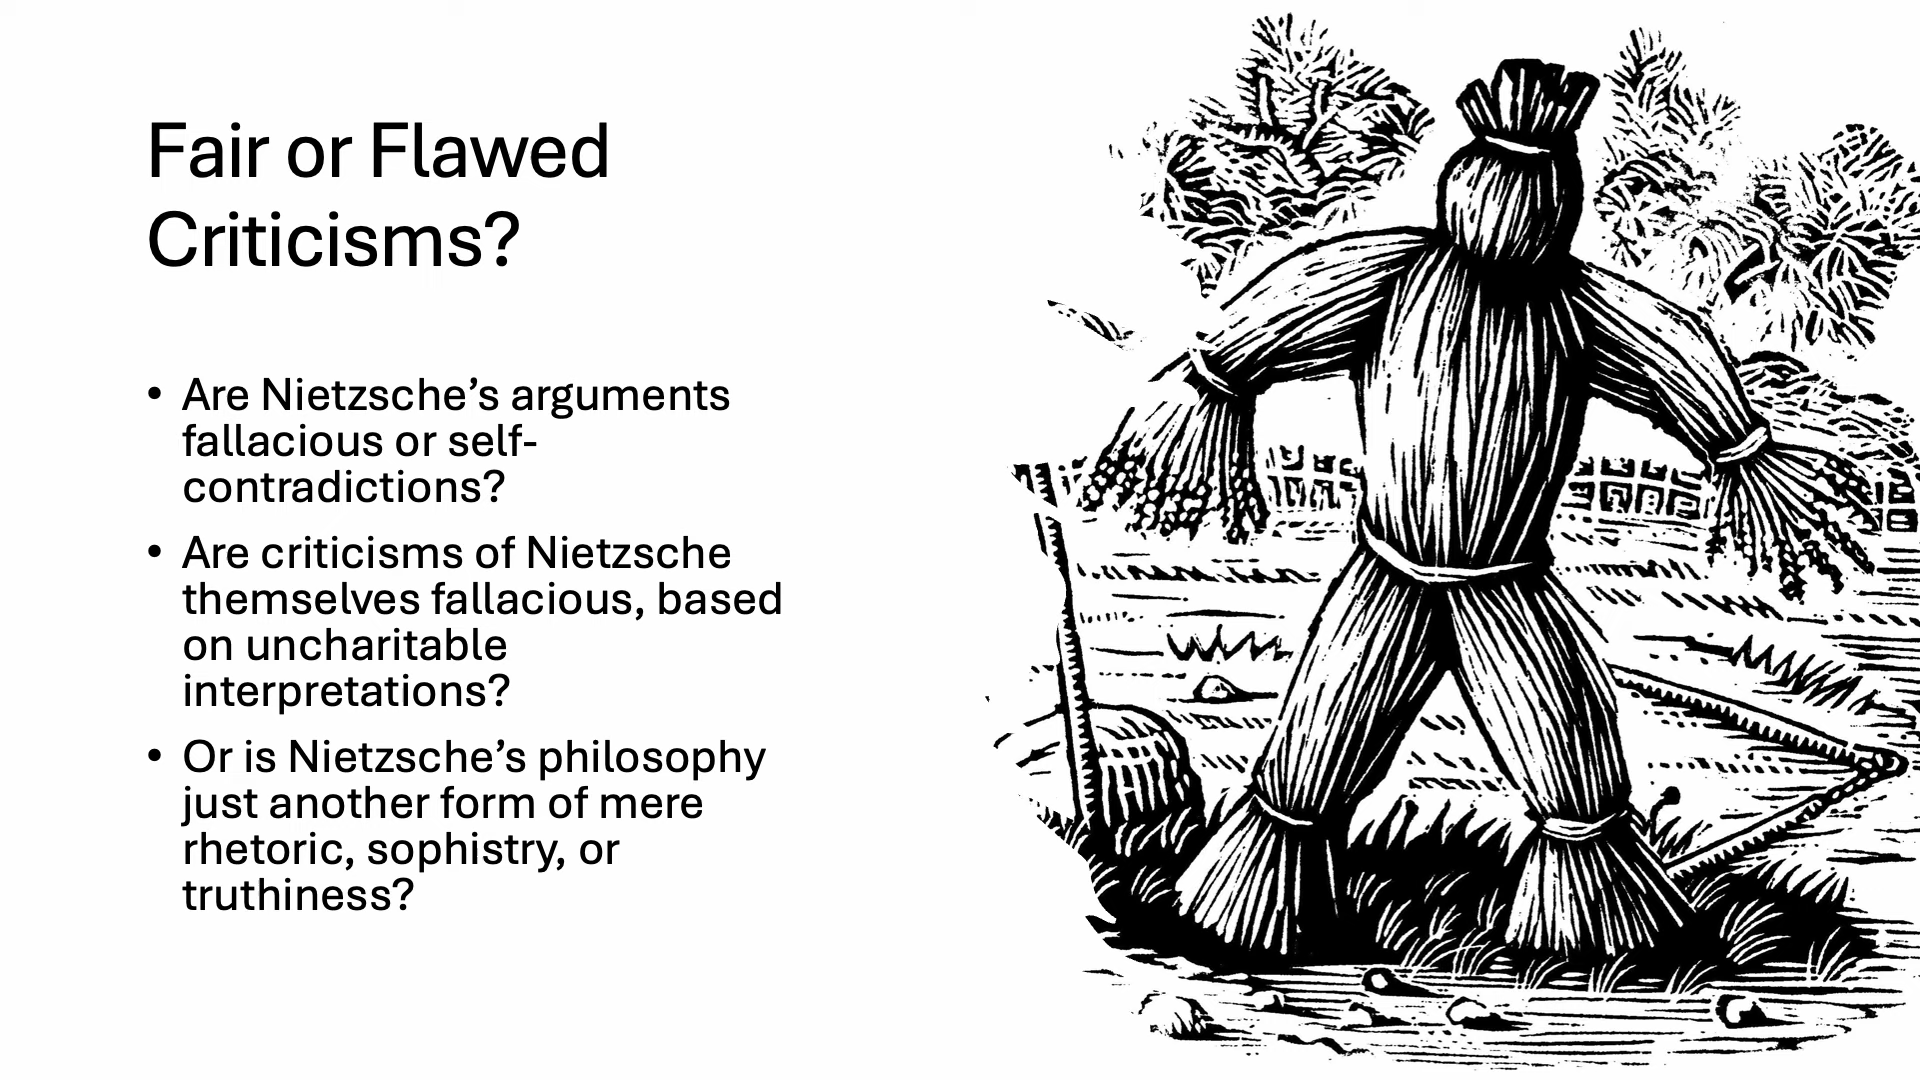 Fair or Flawed
Criticisms?
• Are Nietzsche’s arguments
fallacious or self-
contradictions?
• Are criticisms of Nietzsche
themselves fallacious, based
on uncharitable
interpretations?
• Or is Nietzsche’s philosophy
just another form of mere
rhetoric, sophistry, or
truthiness?